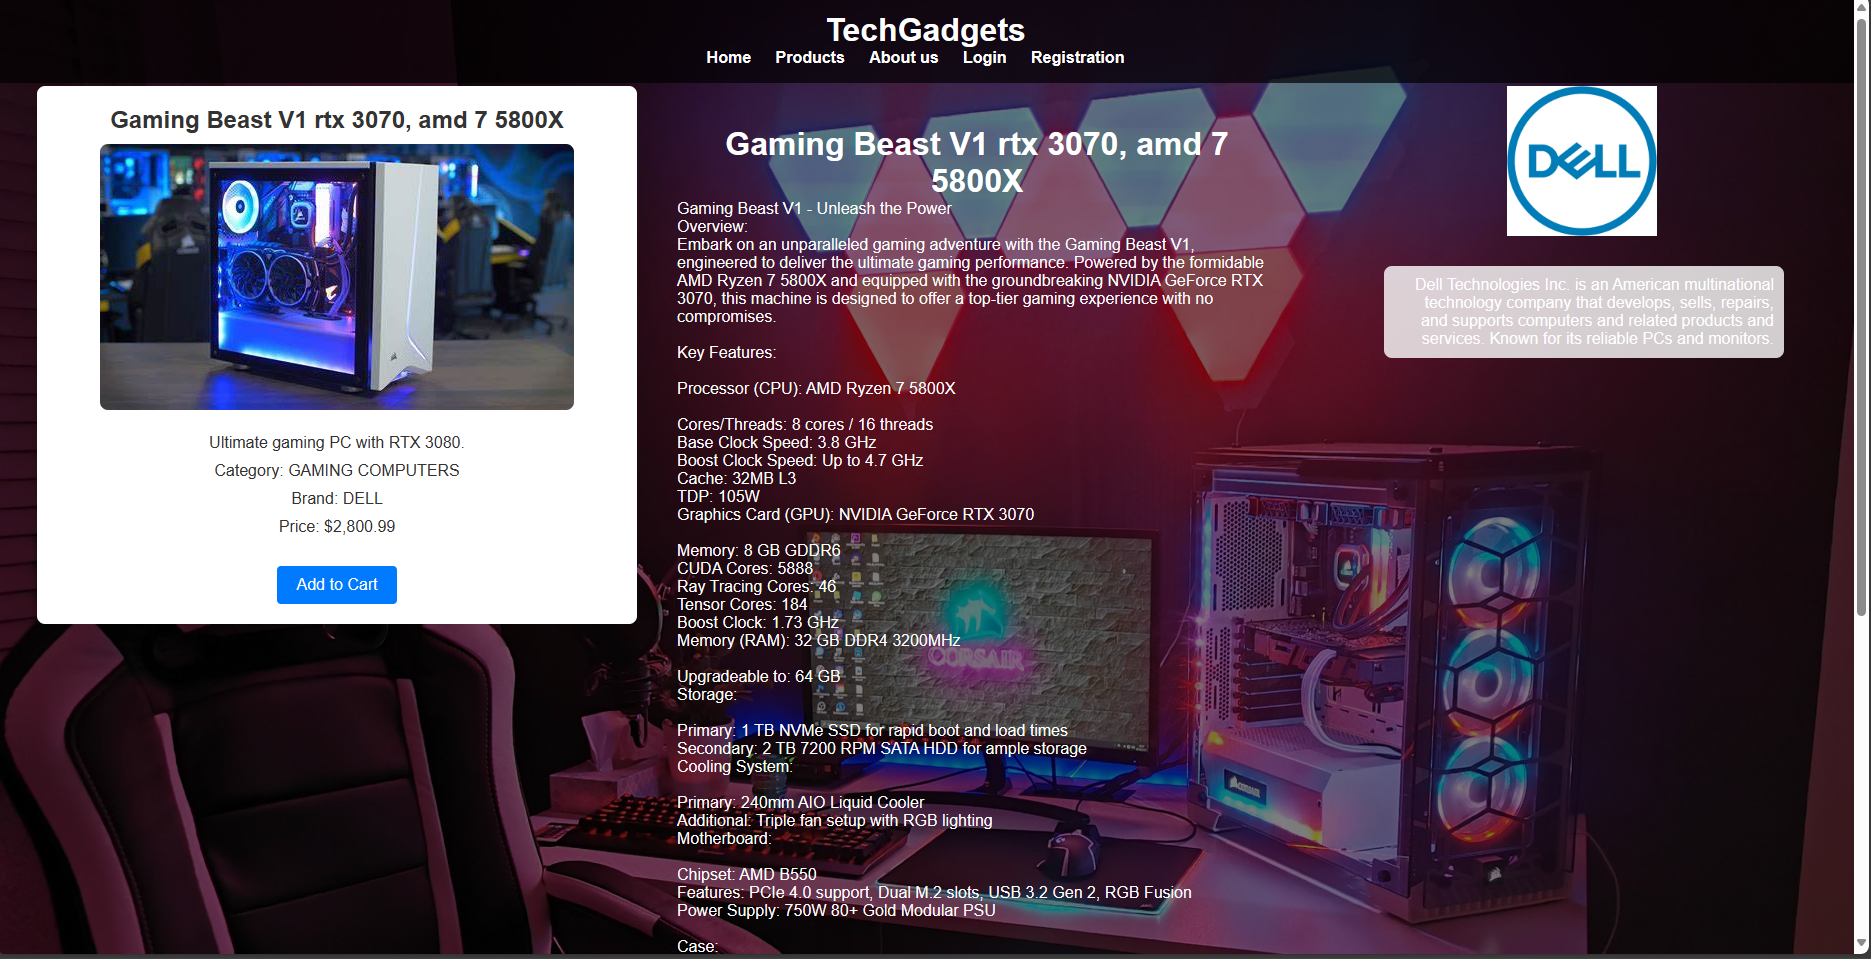 TechGadgets
Home Products About us Login Registration
Gaming Beast V1 rtx 3070, amd 7 5800X
Ultimate gaming PC with RTX 3080.
Category: GAMING COMPUTERS
Brand: DELL
Price: $2,800.99
Add to Cart
Gaming Beast V1 rtx 3070, amd 7
5800X
Gaming Beast V1 - Unleash the Power
Overview:
Embark on an unparalleled gaming adventure with the Gaming Beast V1,
engineered to deliver the ultimate gaming performance. Powered by the formidable
AMD Ryzen 7 5800X and equipped with the groundbreaking NVIDIA GeForce RTX
3070, this machine is designed to offer a top-tier gaming experience with no
compromises.
Key Features:
Processor (CPU): AMD Ryzen 7 5800X
Cores/Threads: 8 cores / 16 threads
Base Clock Speed: 3.8 GHz
Boost Clock Speed: Up to 4.7 GHz
Cache: 32MB L3
TDP: 105W
Graphics Card (GPU): NVIDIA GeForce RTX 3070
Memory: 8 GB GDDR6
CUDA Cores: 5888
Ray Tracing Cores: 46
Tensor Cores: 184
Boost Clock: 1.73 GHz
Memory (RAM): 32 GB DDR4 3200MHz
CORSAIR
Upgradeable to: 64 GB
Storage:
Primary: 1 TB NVMe SSD for rapid boot and load times
Secondary: 2 TB 7200 RPM SATA HDD for ample storage
Cooling System:
Primary: 240mm AIO Liquid Cooler
Additional: Triple fan setup with RGB lighting
Motherboard:
Chipset: AMD B550
Features: PCIe 4.0 support, Dual M.2 slots, USB 3.2 Gen 2, RGB Fusion
Power Supply: 750W 80+ Gold Modular PSU
Case:
DELL
Dell Technologies Inc. is an American multinational
technology company that develops, sells, repairs,
and supports computers and related products and
services. Known for its reliable PCs and monitors.